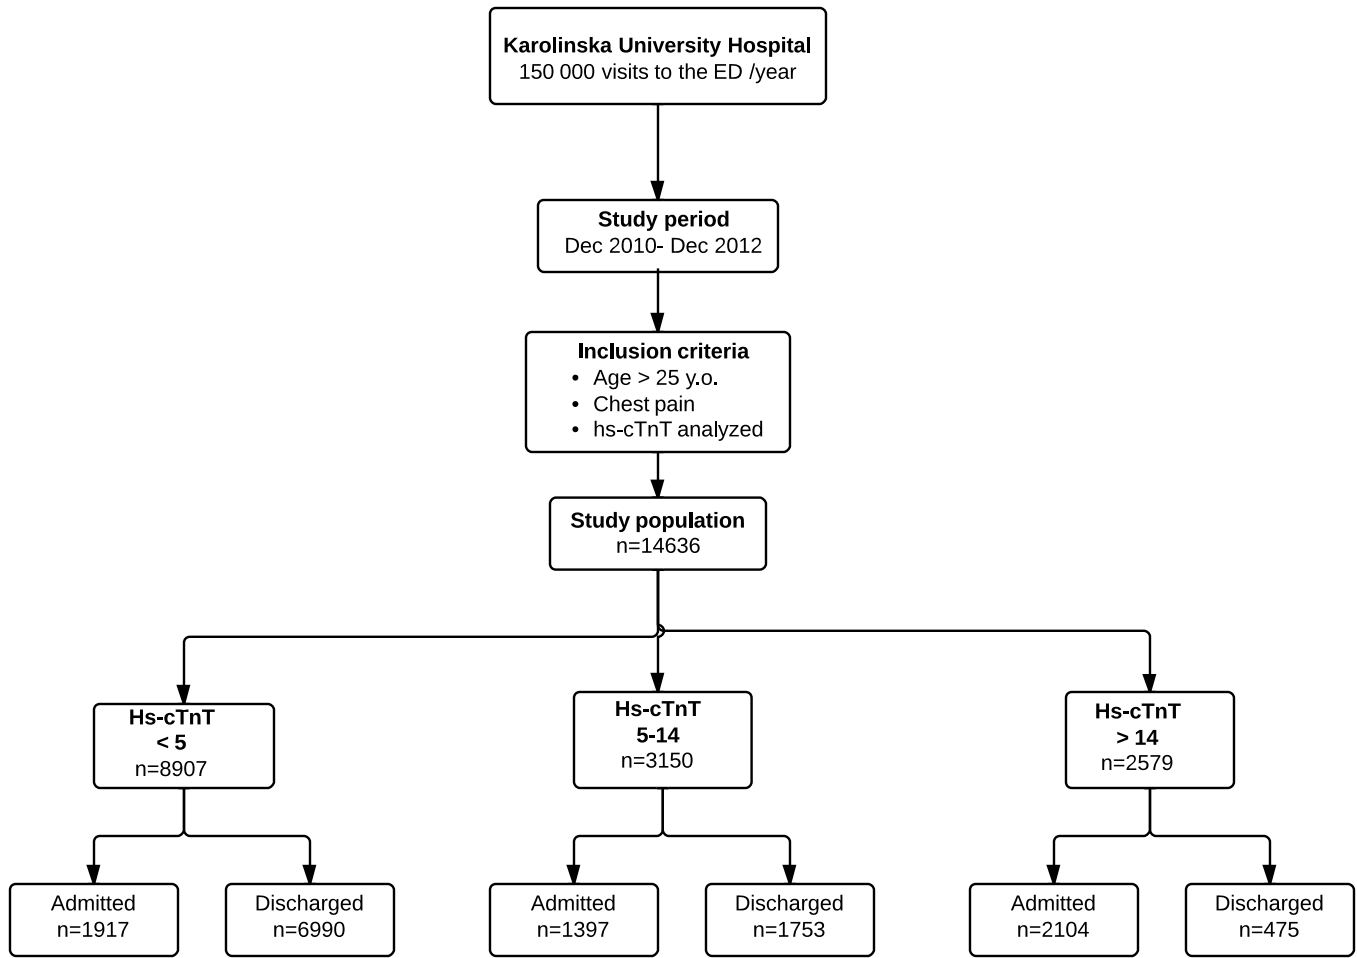 Karolinska University Hospital
150 000 visits to the ED /year
Study period
Dec 2010- Dec 2012
Inclusion criteria
• Age > 25 y.o.
• Chest pain
• hs-cTnT analyzed
Study population
n=14636
Hs-cTnT
< 5
n=8907
Hs-cTnT
5-14
n=3150
Hs-cTnT
> 14
n=2579
Admitted
n=1917
Discharged
n=6990
Admitted
n=1397
Discharged
n=1753
Admitted
n=2104
Discharged
n=475